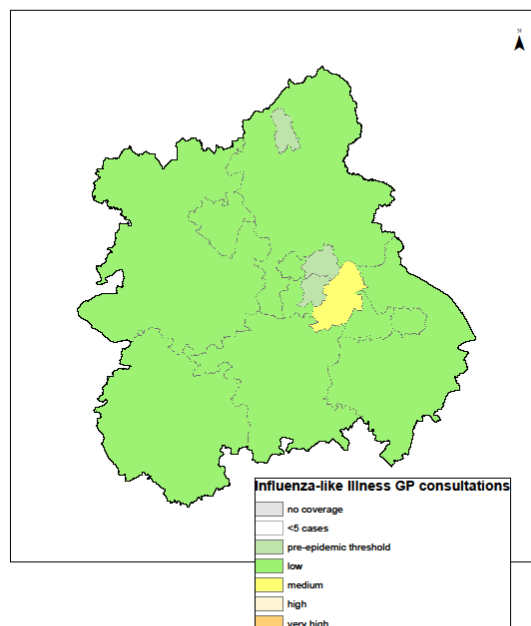 N
Influenza-like Illness GP consultations
no coverage
<5 cases
pre-epidemic threshold
low
medium
high
very high